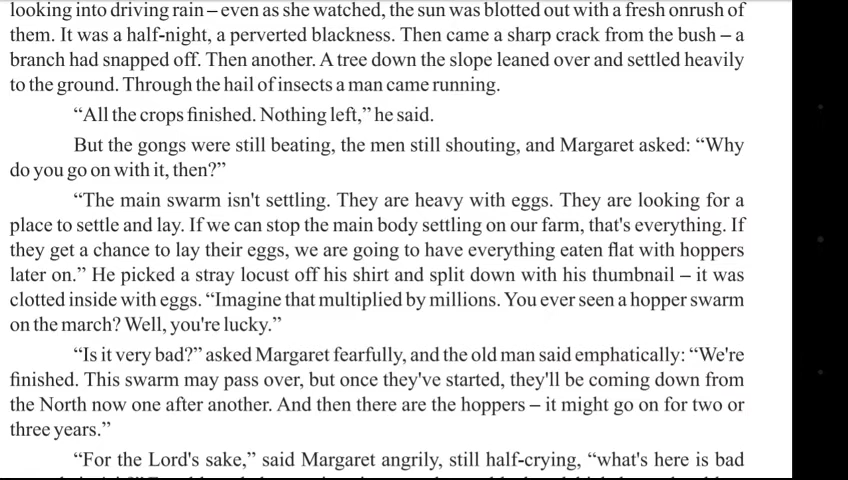 looking into driving rain – even as she watched, the sun was blotted out with a fresh onrush of
them. It was a half-night, a perverted blackness. Then came a sharp crack from the bush – a
branch had snapped off. Then another. A tree down the slope leaned over and settled heavily
to the ground. Through the hail of insects a man came running.
“All the crops finished. Nothing left,” he said.
But the gongs were still beating, the men still shouting, and Margaret asked: “Why
do you go on with it, then?”
“The main swarm isn't settling. They are heavy with eggs. They are looking for a
place to settle and lay. If we can stop the main body settling on our farm, that's everything. If
they get a chance to lay their eggs, we are going to have everything eaten flat with hoppers
later on.” He picked a stray locust off his shirt and split down with his thumbnail – it was
clotted inside with eggs. “Imagine that multiplied by millions. You ever seen a hopper swarm
on the march? Well, you're lucky.”
“Is it very bad?” asked Margaret fearfully, and the old man said emphatically: “We're
finished. This swarm may pass over, but once they've started, they'll be coming down from
the North now one after another. And then there are the hoppers – it might go on for two or
three years.”
“For the Lord's sake,” said Margaret angrily, still half-crying, “what's here is bad